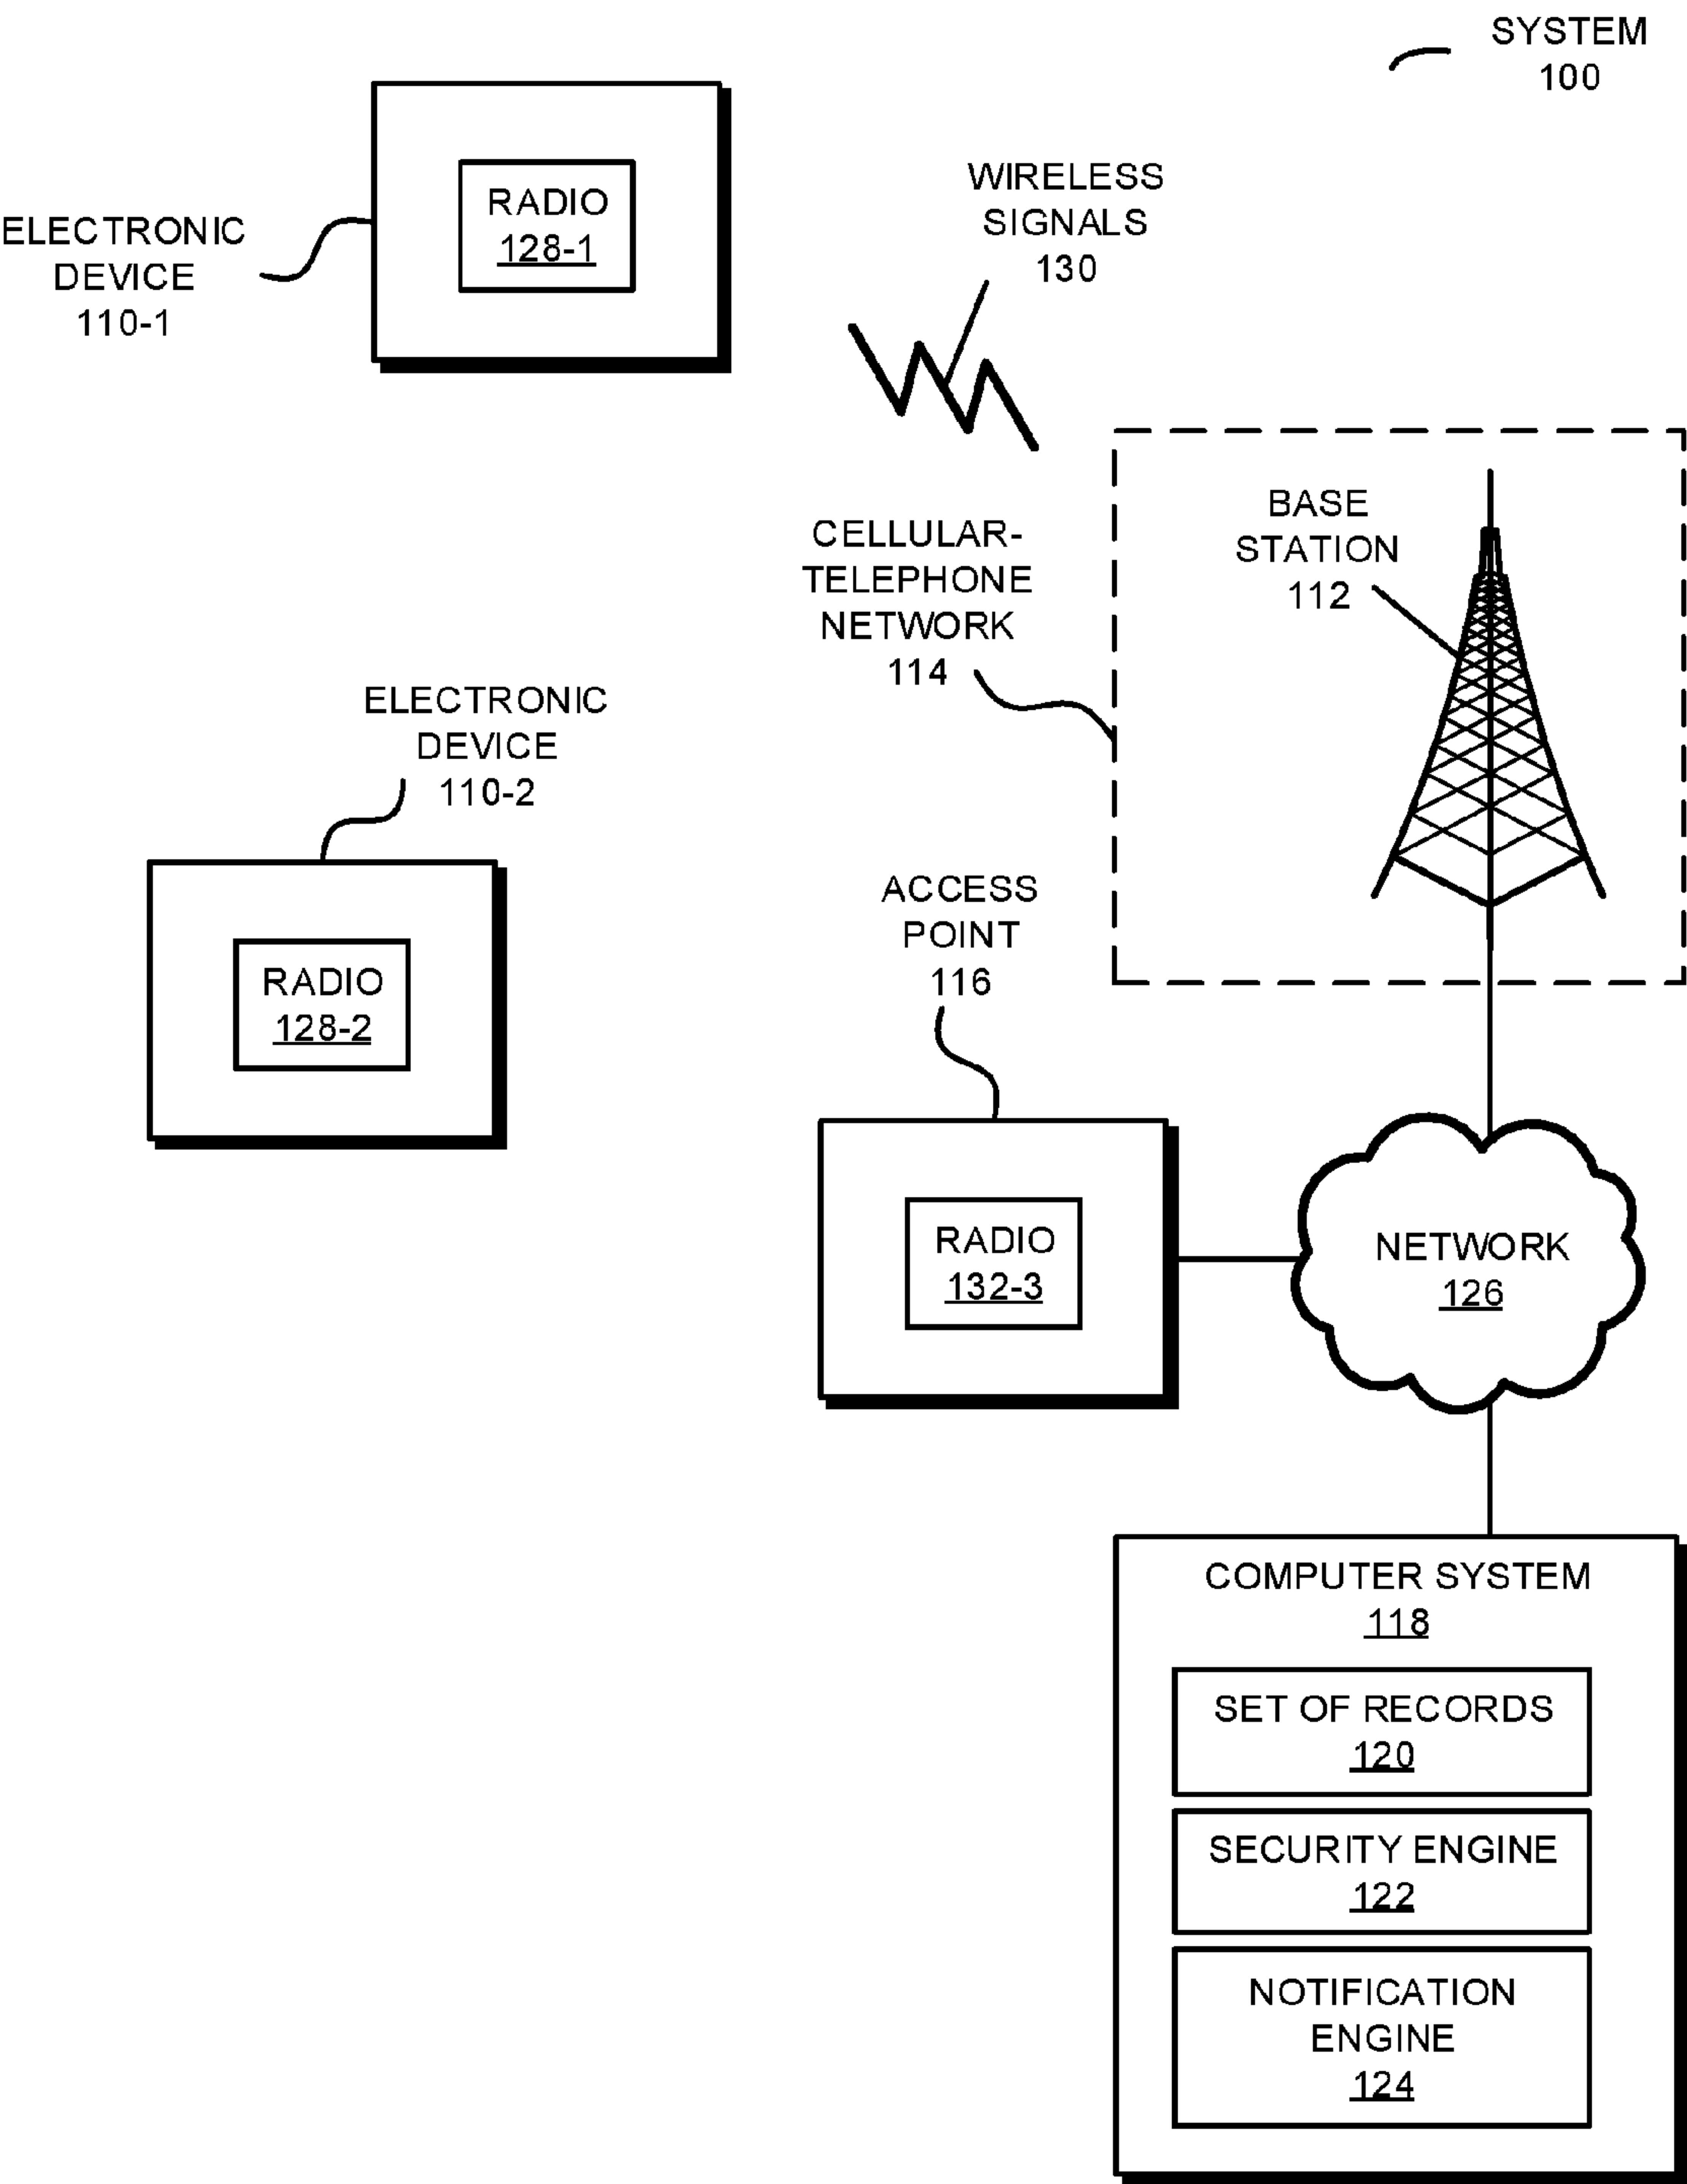 SYSTEM
100
RADIO
128-1
ELECTRONIC
DEVICE
110-1
WIRELESS
SIGNALS
130
BASE
STATION
112
CELLULAR-
TELEPHONE
NETWORK
114
ELECTRONIC
DEVICE
110-2
RADIO
128-2
ACCESS
POINT
116
RADIO
132-3
NETWORK
126
COMPUTER SYSTEM
118
SET OF RECORDS
120
SECURITY ENGINE
122
NOTIFICATION
ENGINE
124